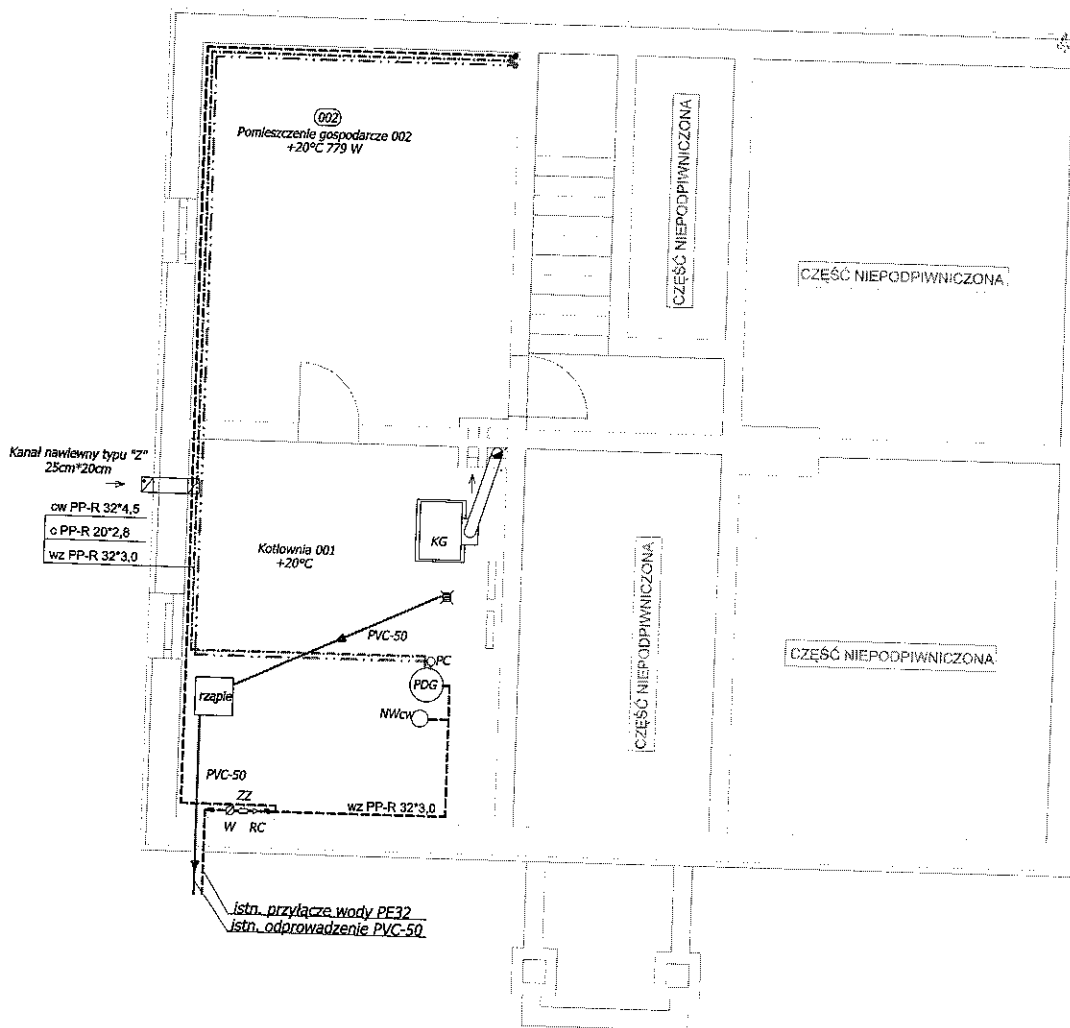 002
Pomieszczenie gospodarcze 002
+20°C 779 W
CZĘŚĆ NIEPODPIWNICZONA
CZĘŚĆ NIEPODPIWNICZONA
Kanał nawiewny typu "Z"
25cm*20cm
cw PP-R 32*4,5
c PP-R 20*2,8
wz PP-R 32*3,0
Kotłownia 001
+20°C
KG
CZĘŚĆ NIEPODPIWNICZONA
CZĘŚĆ NIEPODPIWNICZONA
PVC-50
PC
PDG
rząpie
NWcw
PVC-50
ZZ
wz PP-R 32*3,0
W RC
istn. przyłącze wody PE32
istn. odprowadzenie PVC-50